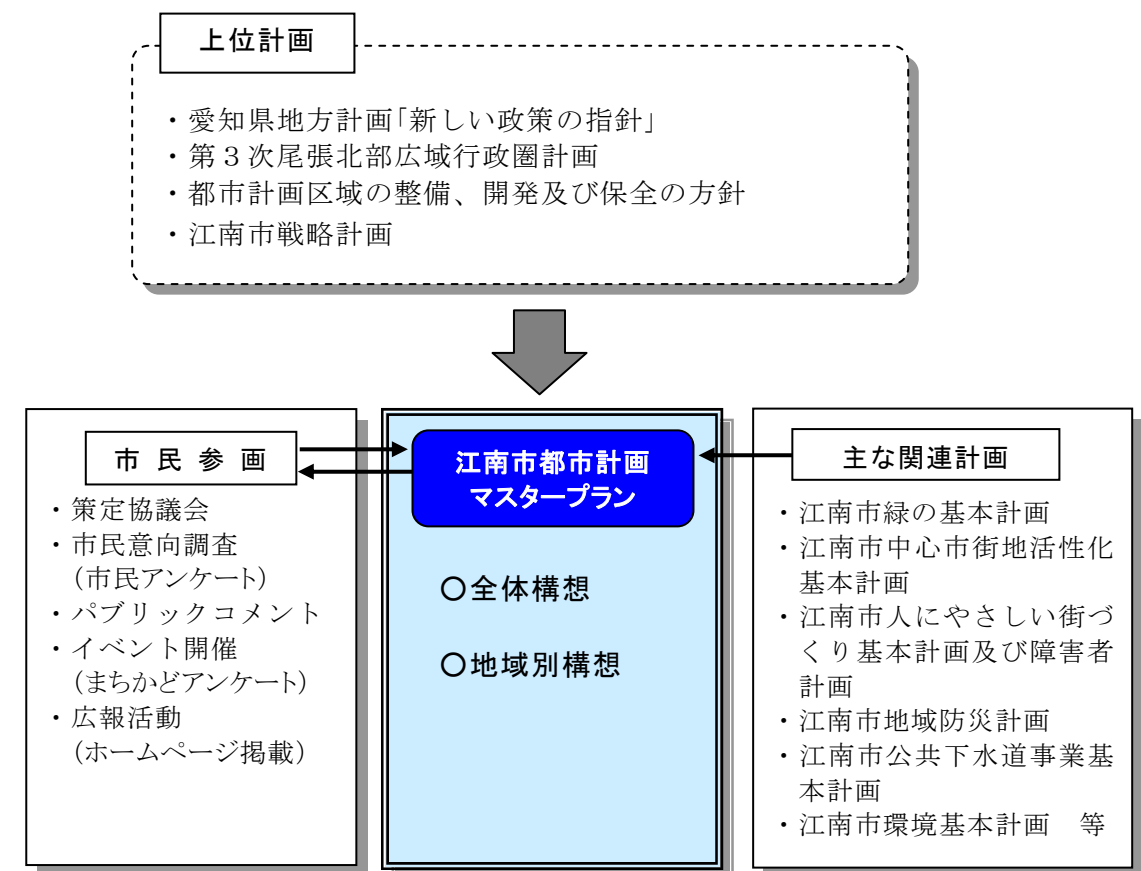 上位計画
・愛知県地方計画「新しい政策の指針」
・第３次尾張北部広域行政圏計画
・都市計画区域の整備、開発及び保全の方針
・江南市戦略計画
市 民 参 画
・策定協議会
・市民意向調査
（市民アンケート）
・パブリックコメント
・イベント開催
（まちかどアンケート）
・広報活動
（ホームページ掲載）
江南市都市計画
マスタープラン
○全体構想
○地域別構想
主な関連計画
・江南市緑の基本計画
・江南市中心市街地活性化
基本計画
・江南市人にやさしい街づ
くり基本計画及び障害者
計画
・江南市地域防災計画
・江南市公共下水道事業基
本計画
・江南市環境基本計画　等